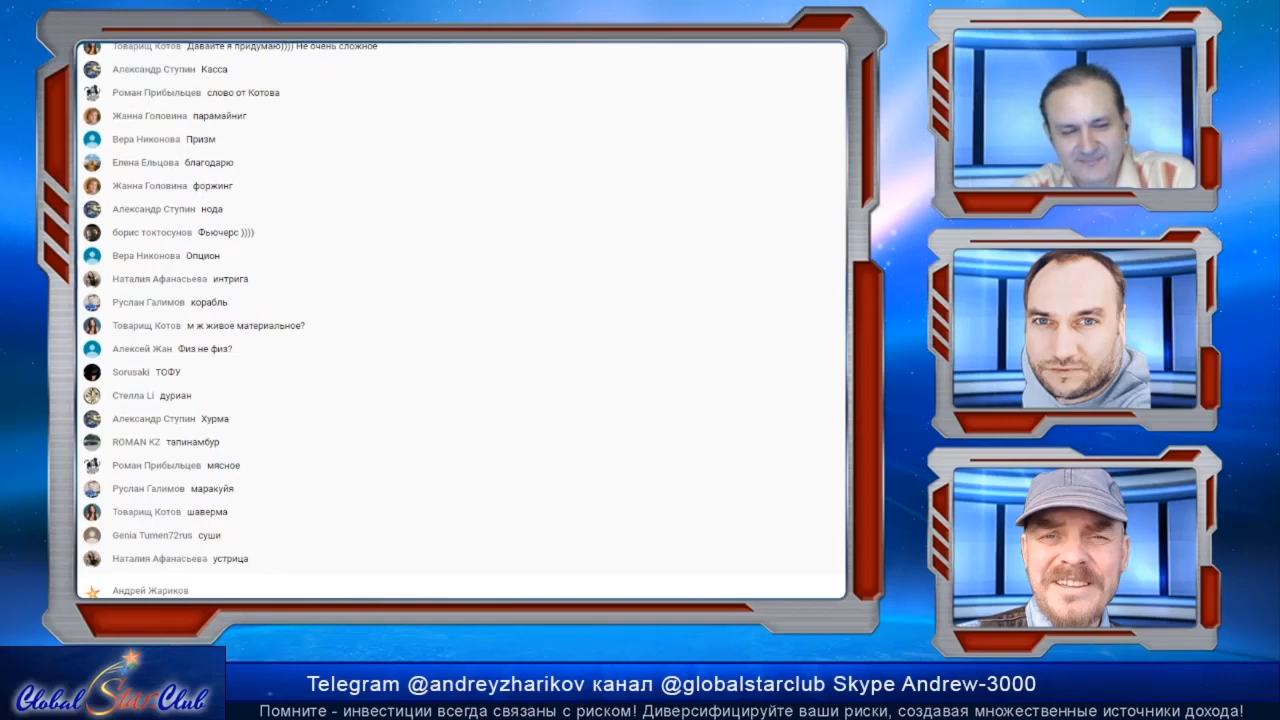 Товарищ Котов Давайте я придумаю)))) Не очень сложное
Александр Ступин Касса
Роман Прибыльцев слово от Котова
Жанна Головина парамайниг
Вера Никонова Призм
Елена Ельцова благодарю
Жанна Головина форжинг
Александр Ступин нода
борис токтосунов Фьючерс ))))
Вера Никонова Опцион
Наталия Афанасьева интрига
Руслан Галимов корабль
Товарищ Котов м ж живое материальное?
Алексей Жан Физ не физ?
Sorusaki ТОФУ
Стелла Li дуриан
Александр Ступин Хурма
ROMAN KZ тапинамбур
Роман Прибыльцев мясное
Руслан Галимов маракуйя
Товарищ Котов шаверма
Genia Tumen72rus суши
Наталия Афанасьева устрица
Андрей Жариков
Global Star Club
Telegram @andreyzharikov канал @globalstarclub Skype Andrew-3000
Помните - инвестиции всегда связаны с риском! Диверсифицируйте ваши риски, создавая множественные источники дохода!